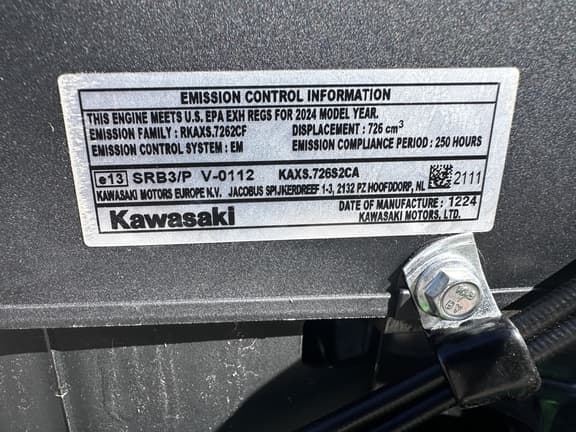 EMISSION CONTROL INFORMATION
THIS ENGINE MEETS U.S. EPA EXH REGS FOR 2024 MODEL YEAR.
EMISSION FAMILY : RKAXS.7262CF DISPLACEMENT : 726 cm³
EMISSION CONTROL SYSTEM : EM EMISSION COMPLIANCE PERIOD : 250 HOURS
e13 SRB3/P V-0112 KAXS.726S2CA
2111
KAWASAKI MOTORS EUROPE N.V. JACOBUS SPIJKERDREEF 1-3, 2132 PZ HOOFDDORP, NL
DATE OF MANUFACTURE : 1224
Kawasaki KAWASAKI MOTORS, LTD.